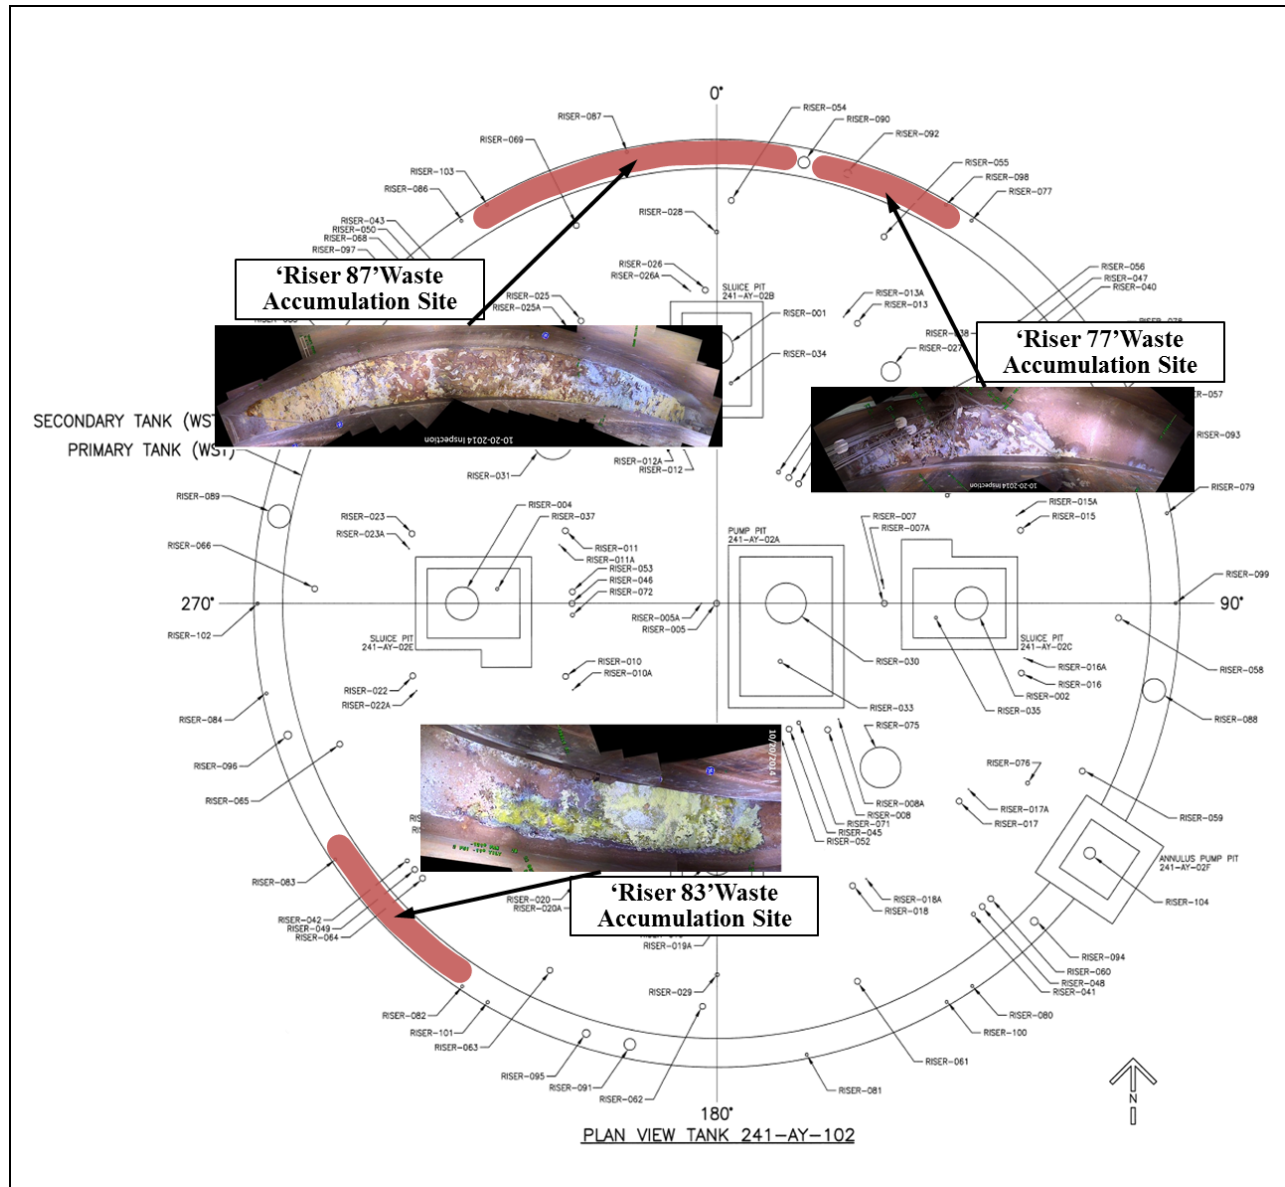 0°
RISER-087
RISER-054
RISER-090
RISER-069
RISER-092
RISER-055
RISER-103
RISER-098
RISER-086
RISER-077
RISER-043
RISER-050
RISER-068
RISER-097
RISER-028
‘Riser 87’Waste
Accumulation Site
RISER-026
RISER-026A
SLUICE PIT
241-AY-02B
RISER-025
RISER-025A
RISER-001
RISER-034
RISER-013A
RISER-013
RISER-027
RISER-056
RISER-047
RISER-040
‘Riser 77’Waste
Accumulation Site
10-20-2014 Inspection
10-20-2014 Inspection
SECONDARY TANK (WST
PRIMARY TANK (WST)
RISER-093
RISER-012A
RISER-012
RISER-031
RISER-079
RISER-089
RISER-004
RISER-037
RISER-023
RISER-023A
RISER-015A
RISER-015
RISER-007
RISER-007A
PUMP PIT
241-AY-02A
RISER-066
RISER-011
RISER-011A
RISER-053
RISER-046
RISER-072
RISER-099
270°
90°
RISER-005A
RISER-005
RISER-102
SLUICE PIT
241-AY-02E
SLUICE PIT
241-AY-02C
RISER-010
RISER-010A
RISER-030
RISER-016A
RISER-016
RISER-002
RISER-035
RISER-058
RISER-022
RISER-022A
RISER-033
RISER-075
RISER-088
RISER-084
RISER-096
RISER-065
10/20/2014
RISER-076
RISER-008A
RISER-008
RISER-071
RISER-045
RISER-052
RISER-017A
RISER-017
RISER-059
ANNULUS PUMP PIT
241-AY-02F
RISER-104
RISER-083
‘Riser 83’Waste
Accumulation Site
RISER-020
RISER-020A
RISER-018A
RISER-018
RISER-042
RISER-049
RISER-064
RISER-019A
RISER-094
RISER-060
RISER-048
RISER-041
RISER-029
RISER-082
RISER-101
RISER-063
RISER-080
RISER-100
RISER-061
RISER-095
RISER-091
RISER-062
RISER-081
180°
N
PLAN VIEW TANK 241-AY-102